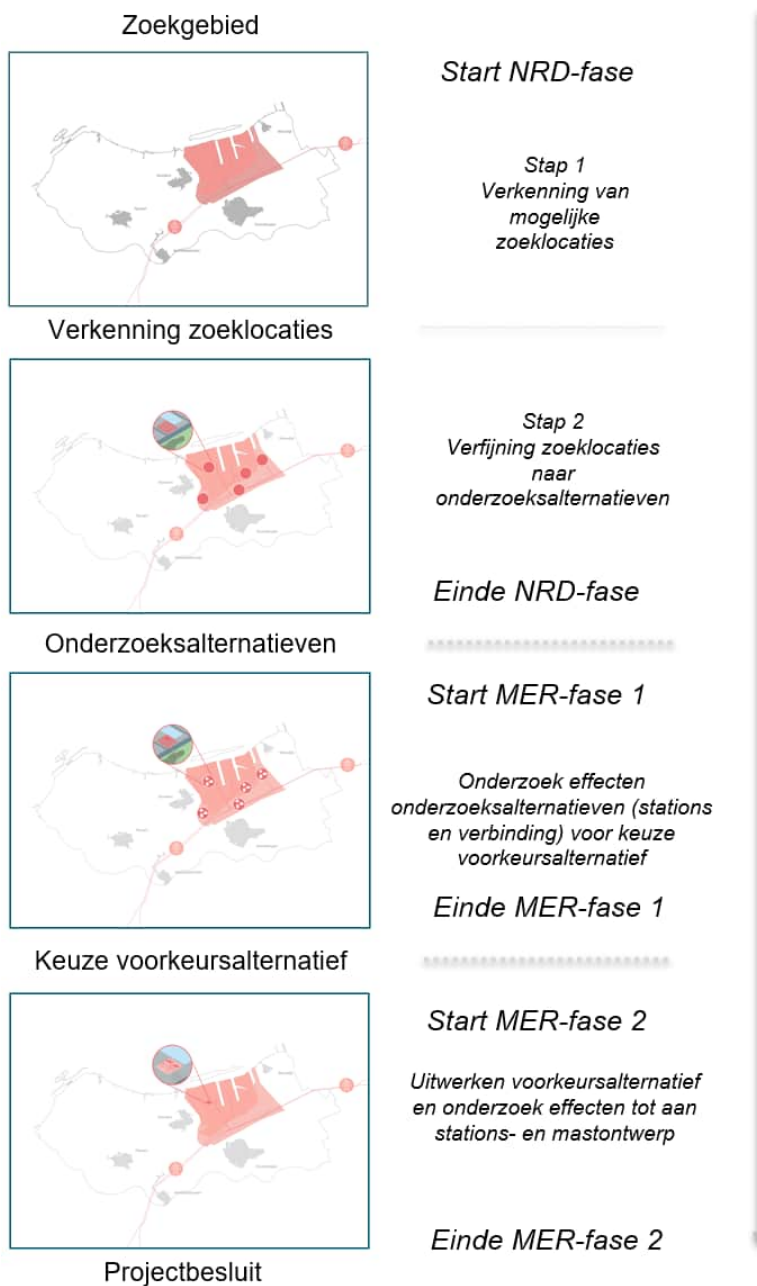 Zoekgebied
Start NRD-fase
Stap 1
Verkenning van
mogelijke
zoeklocaties
Verkenning zoeklocaties
Stap 2
Verfijning zoeklocaties
naar
onderzoeksalternatieven
Einde NRD-fase
Onderzoeksalternatieven
Start MER-fase 1
Onderzoek effecten
onderzoeksalternatieven (stations
en verbinding) voor keuze
voorkeursalternatief
Einde MER-fase 1
Keuze voorkeursalternatief
Start MER-fase 2
Uitwerken voorkeursalternatief
en onderzoek effecten tot aan
stations- en mastontwerp
Einde MER-fase 2
Projectbesluit